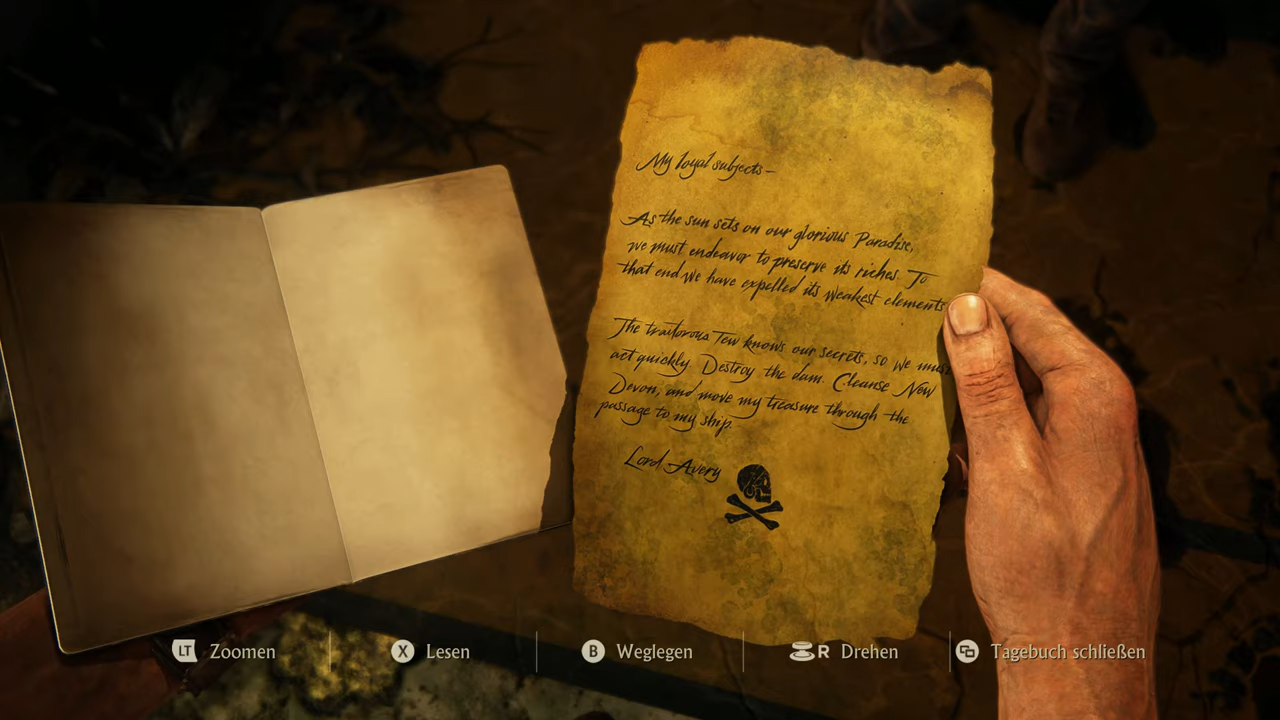 My loyal subjects–
As the sun sets on our glorious Paradise,
we must endeavor to preserve its riches. To
that end we have expelled its weakest elements.
The traitorous Tew knows our secrets, so we must
act quickly. Destroy the dam. Cleanse New
Devon, and move my treasure through the
passage to my ship.
Lord Avery
LT Zoomen
X Lesen
B Weglegen
R Drehen
Tagebuch schließen